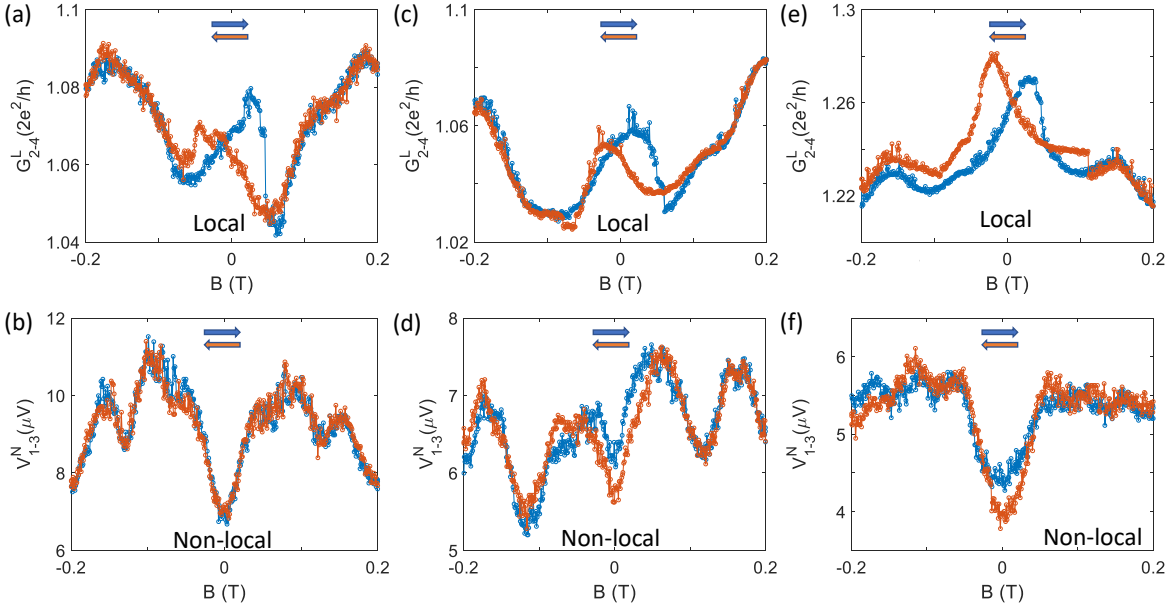 (a)
1.1
1.08
1.06
1.04
G^L_2-4(2e^2/h)
Local
-0.2 0 0.2
B (T)
(c)
1.1
1.06
1.02
G^L_2-4(2e^2/h)
Local
-0.2 0 0.2
B (T)
(e)
1.3
1.26
1.22
G^L_2-4(2e^2/h)
Local
-0.2 0 0.2
B (T)
(b)
12
10
8
6
V^N_1-3(μV)
Non-local
-0.2 0 0.2
B (T)
(d)
8
7
6
5
V^N_1-3(μV)
Non-local
-0.2 0 0.2
B (T)
(f)
6
5
4
V^N_1-3(μV)
Non-local
-0.2 0 0.2
B (T)